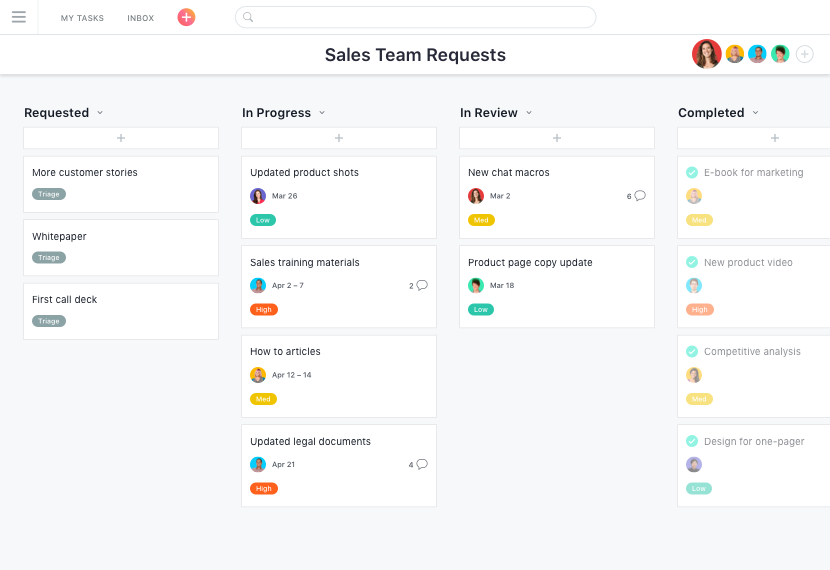 MY TASKS
INBOX
Sales Team Requests
Requested
More customer stories
Triage
Whitepaper
Triage
First call deck
Triage
In Progress
Updated product shots
Mar 26
Low
Sales training materials
Apr 2 – 7
2
High
How to articles
Apr 12 – 14
Med
Updated legal documents
Apr 21
4
High
In Review
New chat macros
Mar 2
6
Med
Product page copy update
Mar 18
Low
Completed
E-book for marketing
Med
New product video
High
Competitive analysis
Med
Design for one-pager
Low